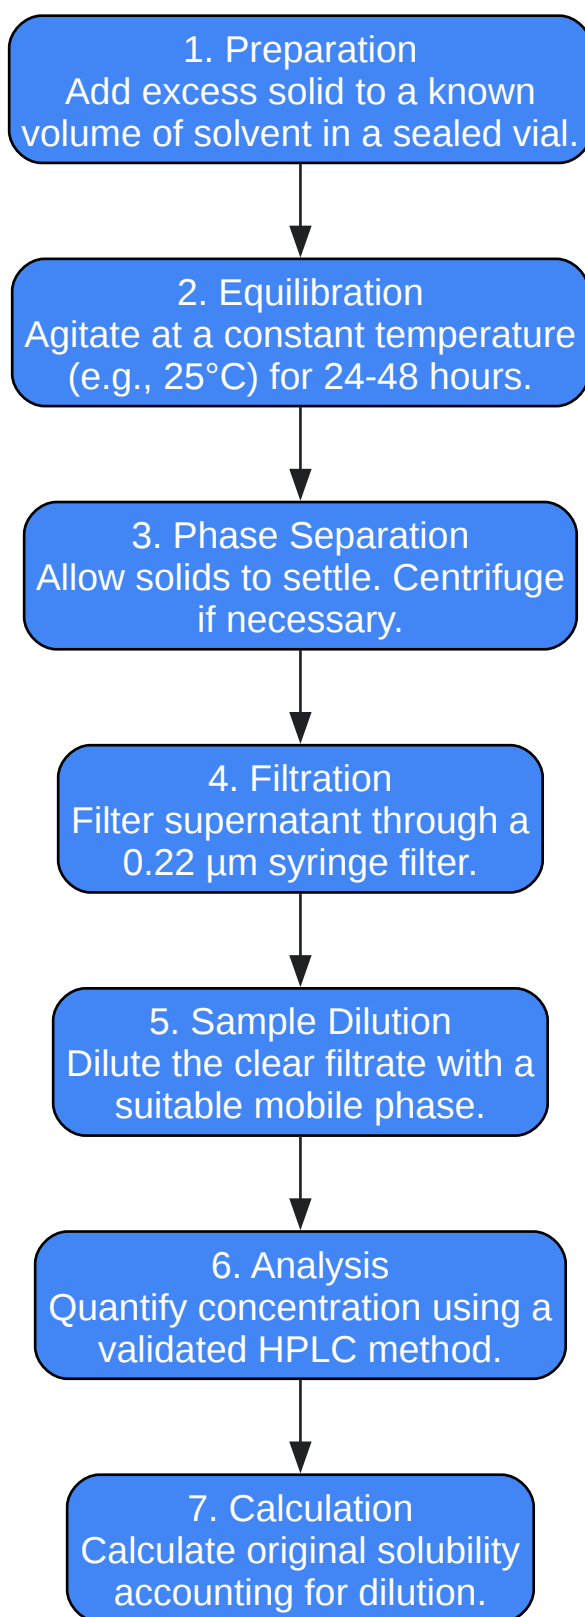 1. Preparation
Add excess solid to a known
volume of solvent in a sealed vial.
2. Equilibration
Agitate at a constant temperature
(e.g., 25°C) for 24-48 hours.
3. Phase Separation
Allow solids to settle. Centrifuge
if necessary.
4. Filtration
Filter supernatant through a
0.22 µm syringe filter.
5. Sample Dilution
Dilute the clear filtrate with a
suitable mobile phase.
6. Analysis
Quantify concentration using a
validated HPLC method.
7. Calculation
Calculate original solubility
accounting for dilution.